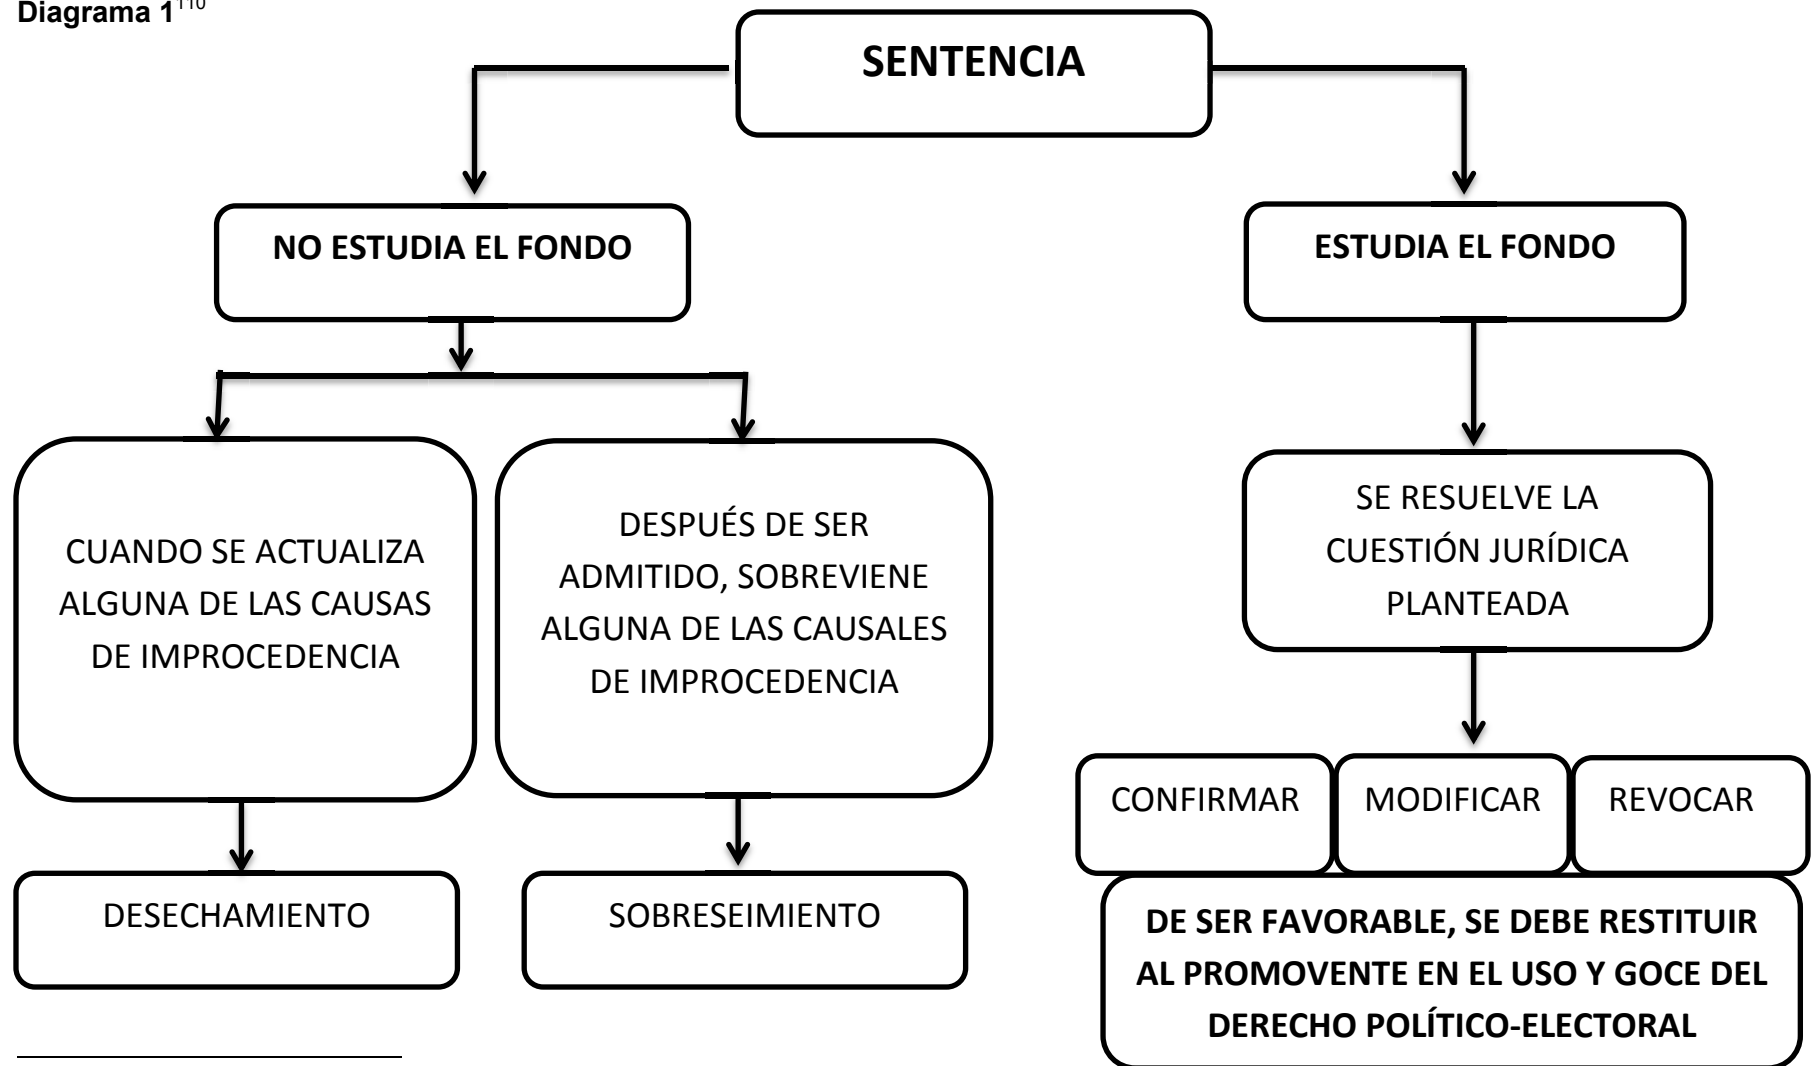 Diagrama 1110
SENTENCIA
NO ESTUDIA EL FONDO
ESTUDIA EL FONDO
CUANDO SE ACTUALIZA
ALGUNA DE LAS CAUSAS
DE IMPROCEDENCIA
DESPUÉS DE SER
ADMITIDO, SOBREVIENE
ALGUNA DE LAS CAUSALES
DE IMPROCEDENCIA
SE RESUELVE LA
CUESTIÓN JURÍDICA
PLANTEADA
DESECHAMIENTO
SOBRESEIMIENTO
CONFIRMAR
MODIFICAR
REVOCAR
DE SER FAVORABLE, SE DEBE RESTITUIR
AL PROMOVENTE EN EL USO Y GOCE DEL
DERECHO POLÍTICO-ELECTORAL